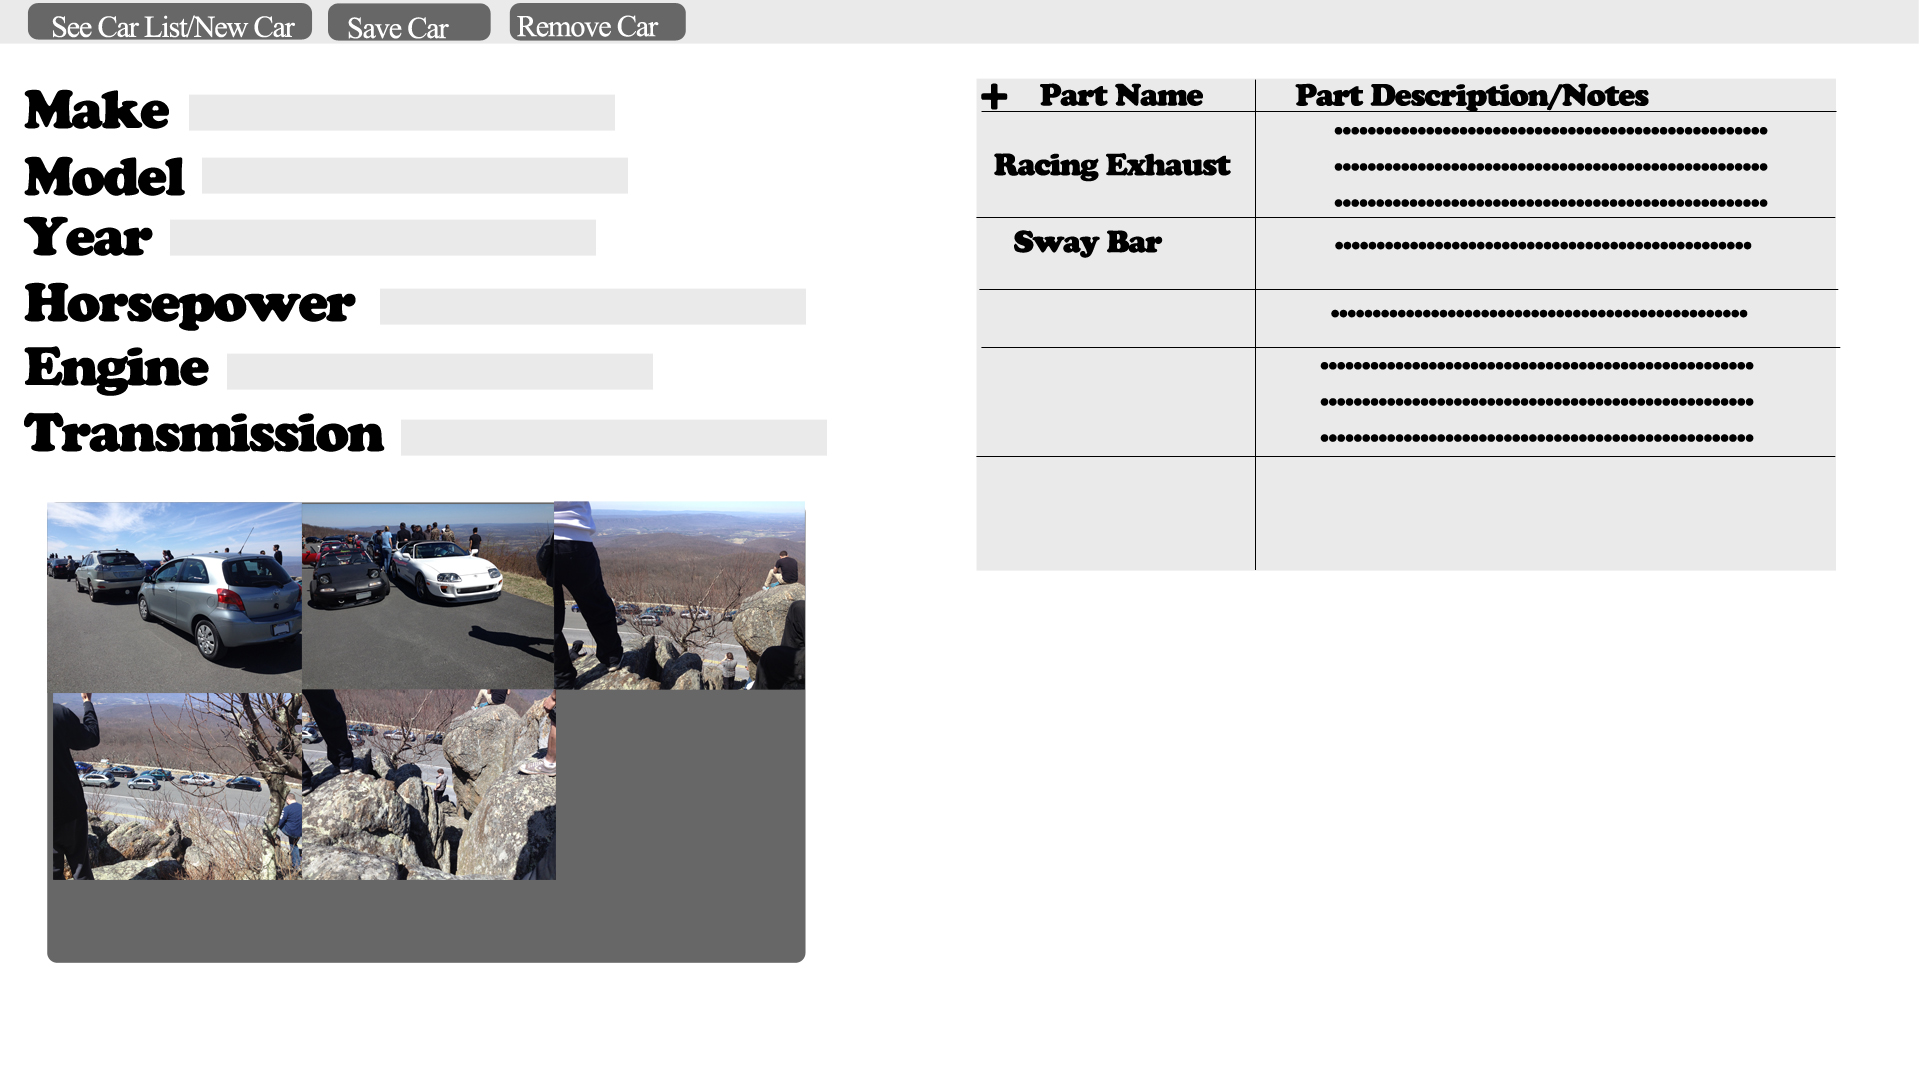 See Car List/New Car
Save Car
Remove Car
Make
Model
Year
Horsepower
Engine
Transmission
+ Part Name
Part Description/Notes
Racing Exhaust
Sway Bar